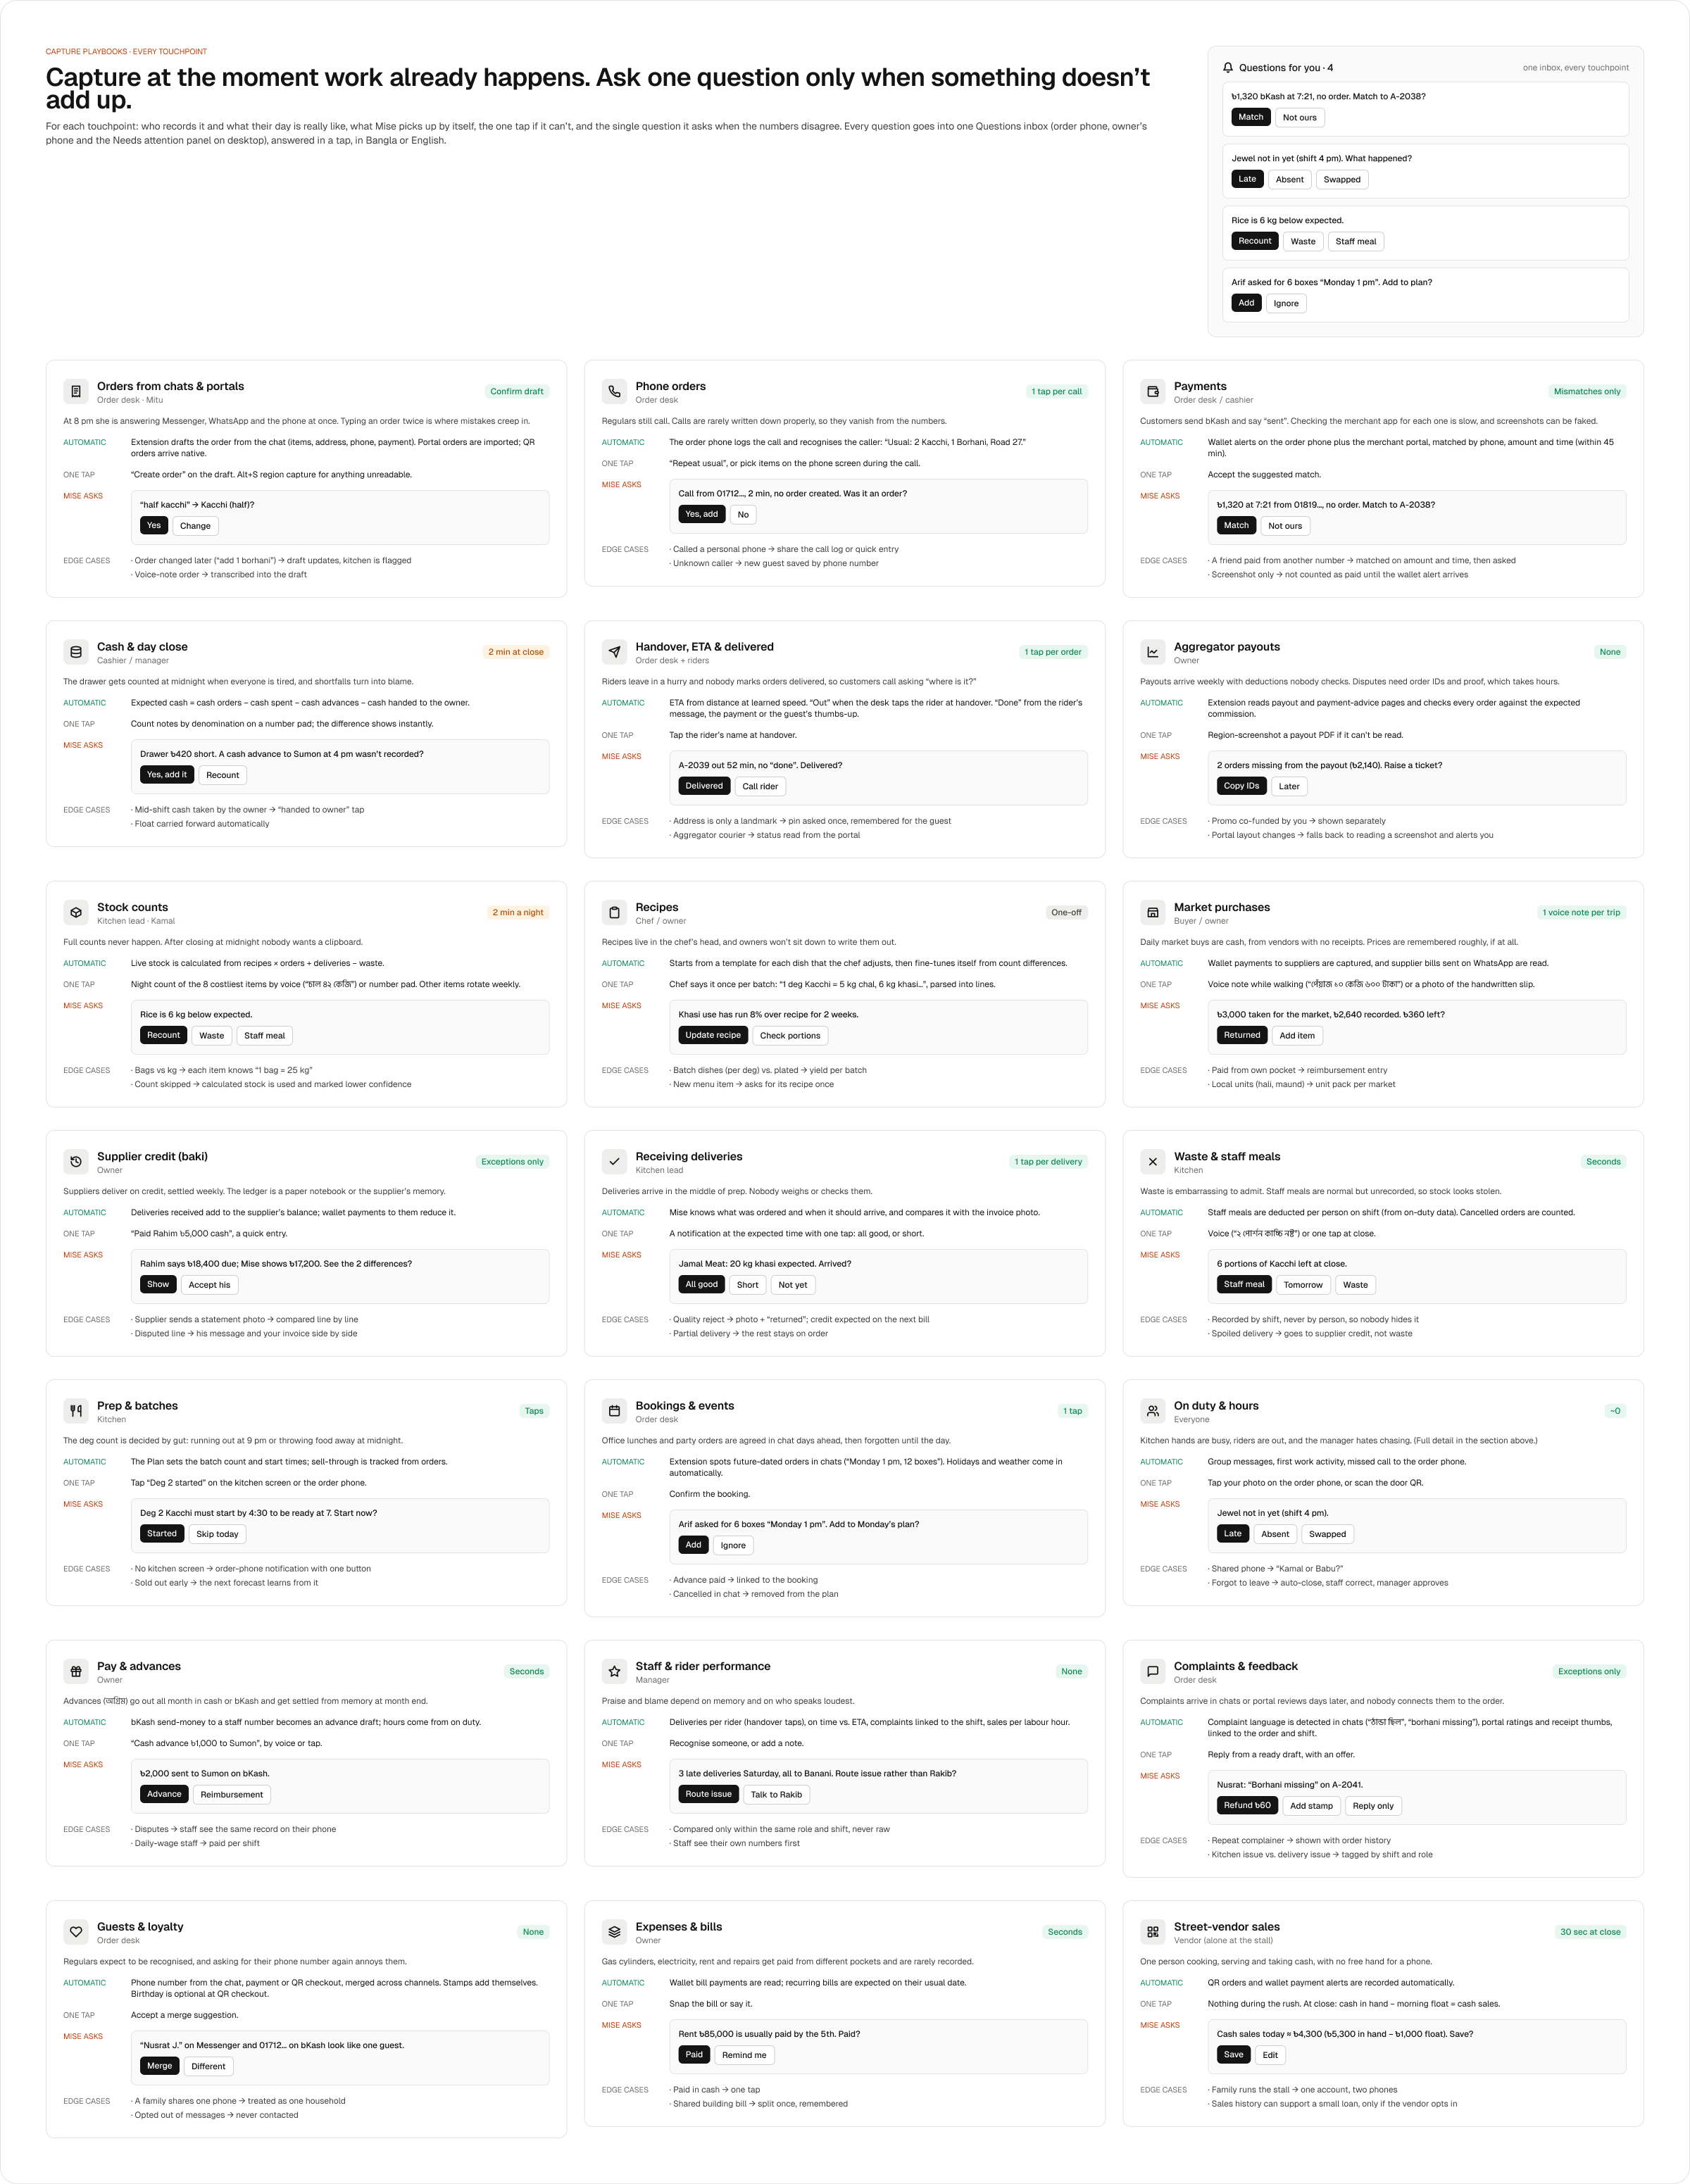 CAPTURE PLAYBOOKS · EVERY TOUCHPOINT
Capture at the moment work already happens. Ask one question only when something doesn’t
add up.
For each touchpoint: who records it and what their day is really like, what Mise picks up by itself, the one tap if it can’t, and the single question it asks when the numbers disagree. Every question goes into one Questions inbox (order phone, owner’s
phone and the Needs attention panel on desktop), answered in a tap, in Bangla or English.
Questions for you · 4
one inbox, every touchpoint
৳1,320 bKash at 7:21, no order. Match to A-2038?
Match Not ours
Jewel not in yet (shift 4 pm). What happened?
Late Absent Swapped
Rice is 6 kg below expected.
Recount Waste Staff meal
Arif asked for 6 boxes “Monday 1 pm”. Add to plan?
Add Ignore
Orders from chats & portals
Order desk · Mitu
Confirm draft
At 8 pm she is answering Messenger, WhatsApp and the phone at once. Typing an order twice is where mistakes creep in.
AUTOMATIC Extension drafts the order from the chat (items, address, phone, payment). Portal orders are imported; QR
orders arrive native.
ONE TAP “Create order” on the draft. Alt+S region capture for anything unreadable.
MISE ASKS “half kacchi” → Kacchi (half)?
Yes Change
EDGE CASES · Order changed later (“add 1 borhani”) → draft updates, kitchen is flagged
· Voice-note order → transcribed into the draft
Phone orders
Order desk
1 tap per call
Regulars still call. Calls are rarely written down properly, so they vanish from the numbers.
AUTOMATIC The order phone logs the call and recognises the caller: “Usual: 2 Kacchi, 1 Borhani, Road 27.”
ONE TAP “Repeat usual”, or pick items on the phone screen during the call.
MISE ASKS Call from 01712…, 2 min, no order created. Was it an order?
Yes, add No
EDGE CASES · Called a personal phone → share the call log or quick entry
· Unknown caller → new guest saved by phone number
Payments
Order desk / cashier
Mismatches only
Customers send bKash and say “sent”. Checking the merchant app for each one is slow, and screenshots can be faked.
AUTOMATIC Wallet alerts on the order phone plus the merchant portal, matched by phone, amount and time (within 45
min).
ONE TAP Accept the suggested match.
MISE ASKS ৳1,320 at 7:21 from 01819…, no order. Match to A-2038?
Match Not ours
EDGE CASES · A friend paid from another number → matched on amount and time, then asked
· Screenshot only → not counted as paid until the wallet alert arrives
Cash & day close
Cashier / manager
2 min at close
The drawer gets counted at midnight when everyone is tired, and shortfalls turn into blame.
AUTOMATIC Expected cash = cash orders − cash spent − cash advances − cash handed to the owner.
ONE TAP Count notes by denomination on a number pad; the difference shows instantly.
MISE ASKS Drawer ৳420 short. A cash advance to Sumon at 4 pm wasn’t recorded?
Yes, add it Recount
EDGE CASES · Mid-shift cash taken by the owner → “handed to owner” tap
· Float carried forward automatically
Handover, ETA & delivered
Order desk + riders
1 tap per order
Riders leave in a hurry and nobody marks orders delivered, so customers call asking “where is it?”
AUTOMATIC ETA from distance at learned speed. “Out” when the desk taps the rider at handover. “Done” from the rider’s
message, the payment or the guest’s thumbs-up.
ONE TAP Tap the rider’s name at handover.
MISE ASKS A-2039 out 52 min, no “done”. Delivered?
Delivered Call rider
EDGE CASES · Address is only a landmark → pin asked once, remembered for the guest
· Aggregator courier → status read from the portal
Aggregator payouts
Owner
None
Payouts arrive weekly with deductions nobody checks. Disputes need order IDs and proof, which takes hours.
AUTOMATIC Extension reads payout and payment-advice pages and checks every order against the expected
commission.
ONE TAP Region-screenshot a payout PDF if it can’t be read.
MISE ASKS 2 orders missing from the payout (৳2,140). Raise a ticket?
Copy IDs Later
EDGE CASES · Promo co-funded by you → shown separately
· Portal layout changes → falls back to reading a screenshot and alerts you
Stock counts
Kitchen lead · Kamal
2 min a night
Full counts never happen. After closing at midnight nobody wants a clipboard.
AUTOMATIC Live stock is calculated from recipes × orders + deliveries − waste.
ONE TAP Night count of the 8 costliest items by voice (“চাল ৪২ কেজি”) or number pad. Other items rotate weekly.
MISE ASKS Rice is 6 kg below expected.
Recount Waste Staff meal
EDGE CASES · Bags vs kg → each item knows “1 bag = 25 kg”
· Count skipped → calculated stock is used and marked lower confidence
Recipes
Chef / owner
One-off
Recipes live in the chef’s head, and owners won’t sit down to write them out.
AUTOMATIC Starts from a template for each dish that the chef adjusts, then fine-tunes itself from count differences.
ONE TAP Chef says it once per batch: “1 deg Kacchi = 5 kg chal, 6 kg khasi…”, parsed into lines.
MISE ASKS Khasi use has run 8% over recipe for 2 weeks.
Update recipe Check portions
EDGE CASES · Batch dishes (per deg) vs. plated → yield per batch
· New menu item → asks for its recipe once
Market purchases
Buyer / owner
1 voice note per trip
Daily market buys are cash, from vendors with no receipts. Prices are remembered roughly, if at all.
AUTOMATIC Wallet payments to suppliers are captured, and supplier bills sent on WhatsApp are read.
ONE TAP Voice note while walking (“পেঁয়াজ ৮০ কেজি ৬০০ টাকা”) or a photo of the handwritten slip.
MISE ASKS ৳3,000 taken for the market, ৳2,640 recorded. ৳360 left?
Returned Add item
EDGE CASES · Paid from own pocket → reimbursement entry
· Local units (hali, maund) → unit pack per market
Supplier credit (baki)
Owner
Exceptions only
Suppliers deliver on credit, settled weekly. The ledger is a paper notebook or the supplier’s memory.
AUTOMATIC Deliveries received add to the supplier’s balance; wallet payments to them reduce it.
ONE TAP “Paid Rahim ৳5,000 cash”, a quick entry.
MISE ASKS Rahim says ৳18,400 due; Mise shows ৳17,200. See the 2 differences?
Show Accept his
EDGE CASES · Supplier sends a statement photo → compared line by line
· Disputed line → his message and your invoice side by side
Receiving deliveries
Kitchen lead
1 tap per delivery
Deliveries arrive in the middle of prep. Nobody weighs or checks them.
AUTOMATIC Mise knows what was ordered and when it should arrive, and compares it with the invoice photo.
ONE TAP A notification at the expected time with one tap: all good, or short.
MISE ASKS Jamal Meat: 20 kg khasi expected. Arrived?
All good Short Not yet
EDGE CASES · Quality reject → photo + “returned”; credit expected on the next bill
· Partial delivery → the rest stays on order
Waste & staff meals
Kitchen
Seconds
Waste is embarrassing to admit. Staff meals are normal but unrecorded, so stock looks stolen.
AUTOMATIC Staff meals are deducted per person on shift (from on-duty data). Cancelled orders are counted.
ONE TAP Voice (“২ পোর্শন কাচ্চি নষ্ট”) or one tap at close.
MISE ASKS 6 portions of Kacchi left at close.
Staff meal Tomorrow Waste
EDGE CASES · Recorded by shift, never by person, so nobody hides it
· Spoiled delivery → goes to supplier credit, not waste
Prep & batches
Kitchen
Taps
The deg count is decided by gut: running out at 9 pm or throwing food away at midnight.
AUTOMATIC The Plan sets the batch count and start times; sell-through is tracked from orders.
ONE TAP Tap “Deg 2 started” on the kitchen screen or the order phone.
MISE ASKS Deg 2 Kacchi must start by 4:30 to be ready at 7. Start now?
Started Skip today
EDGE CASES · No kitchen screen → order-phone notification with one button
· Sold out early → the next forecast learns from it
Bookings & events
Order desk
1 tap
Office lunches and party orders are agreed in chat days ahead, then forgotten until the day.
AUTOMATIC Extension spots future-dated orders in chats (“Monday 1 pm, 12 boxes”). Holidays and weather come in
automatically.
ONE TAP Confirm the booking.
MISE ASKS Arif asked for 6 boxes “Monday 1 pm”. Add to Monday’s plan?
Add Ignore
EDGE CASES · Advance paid → linked to the booking
· Cancelled in chat → removed from the plan
On duty & hours
Everyone
~0
Kitchen hands are busy, riders are out, and the manager hates chasing. (Full detail in the section above.)
AUTOMATIC Group messages, first work activity, missed call to the order phone.
ONE TAP Tap your photo on the order phone, or scan the door QR.
MISE ASKS Jewel not in yet (shift 4 pm).
Late Absent Swapped
EDGE CASES · Shared phone → “Kamal or Babu?”
· Forgot to leave → auto-close, staff correct, manager approves
Pay & advances
Owner
Seconds
Advances (অগ্রিম) go out all month in cash or bKash and get settled from memory at month end.
AUTOMATIC bKash send-money to a staff number becomes an advance draft; hours come from on duty.
ONE TAP “Cash advance ৳1,000 to Sumon”, by voice or tap.
MISE ASKS ৳2,000 sent to Sumon on bKash.
Advance Reimbursement
EDGE CASES · Disputes → staff see the same record on their phone
· Daily-wage staff → paid per shift
Staff & rider performance
Manager
None
Praise and blame depend on memory and on who speaks loudest.
AUTOMATIC Deliveries per rider (handover taps), on time vs. ETA, complaints linked to the shift, sales per labour hour.
ONE TAP Recognise someone, or add a note.
MISE ASKS 3 late deliveries Saturday, all to Banani. Route issue rather than Rakib?
Route issue Talk to Rakib
EDGE CASES · Compared only within the same role and shift, never raw
· Staff see their own numbers first
Complaints & feedback
Order desk
Exceptions only
Complaints arrive in chats or portal reviews days later, and nobody connects them to the order.
AUTOMATIC Complaint language is detected in chats (“ঠান্ডা ছিল”, “borhani missing”), portal ratings and receipt thumbs,
linked to the order and shift.
ONE TAP Reply from a ready draft, with an offer.
MISE ASKS Nusrat: “Borhani missing” on A-2041.
Refund ৳60 Add stamp Reply only
EDGE CASES · Repeat complainer → shown with order history
· Kitchen issue vs. delivery issue → tagged by shift and role
Guests & loyalty
Order desk
None
Regulars expect to be recognised, and asking for their phone number again annoys them.
AUTOMATIC Phone number from the chat, payment or QR checkout, merged across channels. Stamps add themselves.
Birthday is optional at QR checkout.
ONE TAP Accept a merge suggestion.
MISE ASKS “Nusrat J.” on Messenger and 01712… on bKash look like one guest.
Merge Different
EDGE CASES · A family shares one phone → treated as one household
· Opted out of messages → never contacted
Expenses & bills
Owner
Seconds
Gas cylinders, electricity, rent and repairs get paid from different pockets and are rarely recorded.
AUTOMATIC Wallet bill payments are read; recurring bills are expected on their usual date.
ONE TAP Snap the bill or say it.
MISE ASKS Rent ৳85,000 is usually paid by the 5th. Paid?
Paid Remind me
EDGE CASES · Paid in cash → one tap
· Shared building bill → split once, remembered
Street-vendor sales
Vendor (alone at the stall)
30 sec at close
One person cooking, serving and taking cash, with no free hand for a phone.
AUTOMATIC QR orders and wallet payment alerts are recorded automatically.
ONE TAP Nothing during the rush. At close: cash in hand − morning float = cash sales.
MISE ASKS Cash sales today ≈ ৳4,300 (৳5,300 in hand − ৳1,000 float). Save?
Save Edit
EDGE CASES · Family runs the stall → one account, two phones
· Sales history can support a small loan, only if the vendor opts in